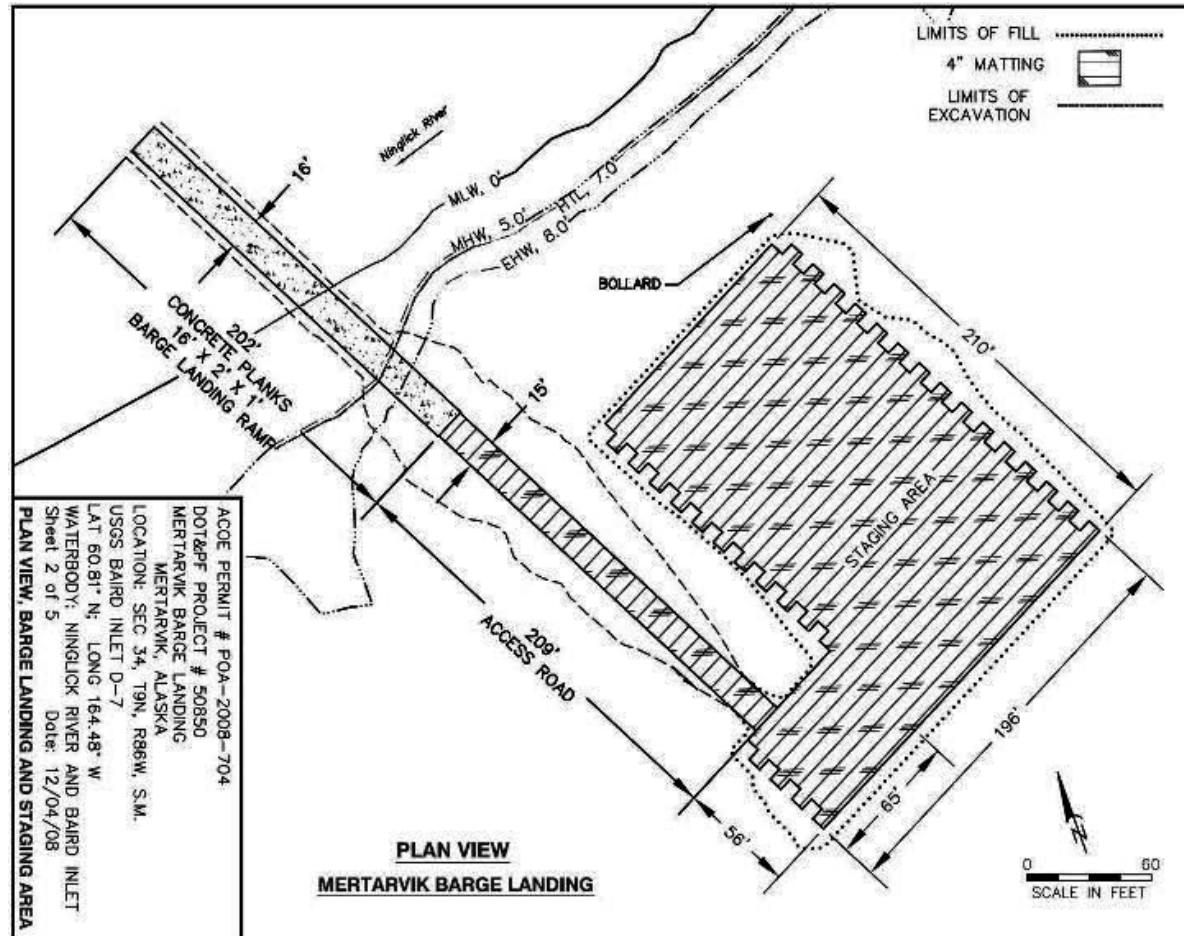 LIMITS OF FILL
4" MATTING
LIMITS OF
EXCAVATION
Ninglick River
16'
MLW, 0'
MHW, 5.0'
HTL, 7.0'
EHW, 8.0'
BOLLARD
210'
202'
CONCRETE PLANKS
16' X 2' X 1'
BARGE LANDING RAMP
15'
STAGING AREA
209'
ACCESS ROAD
196'
65'
56'
N
0 60
SCALE IN FEET
PLAN VIEW
MERTARVIK BARGE LANDING
ACOE PERMIT # POA-2008-704
DOT&PF PROJECT # 50850
MERTARVIK BARGE LANDING
MERTARVIK, ALASKA
LOCATION: SEC 34, T9N, R86W, S.M.
USGS BAIRD INLET D-7
LAT 60.81° N; LONG 164.48° W
WATERBODY: NINGLICK RIVER AND BAIRD INLET
Sheet 2 of 5 Date: 12/04/08
PLAN VIEW, BARGE LANDING AND STAGING AREA